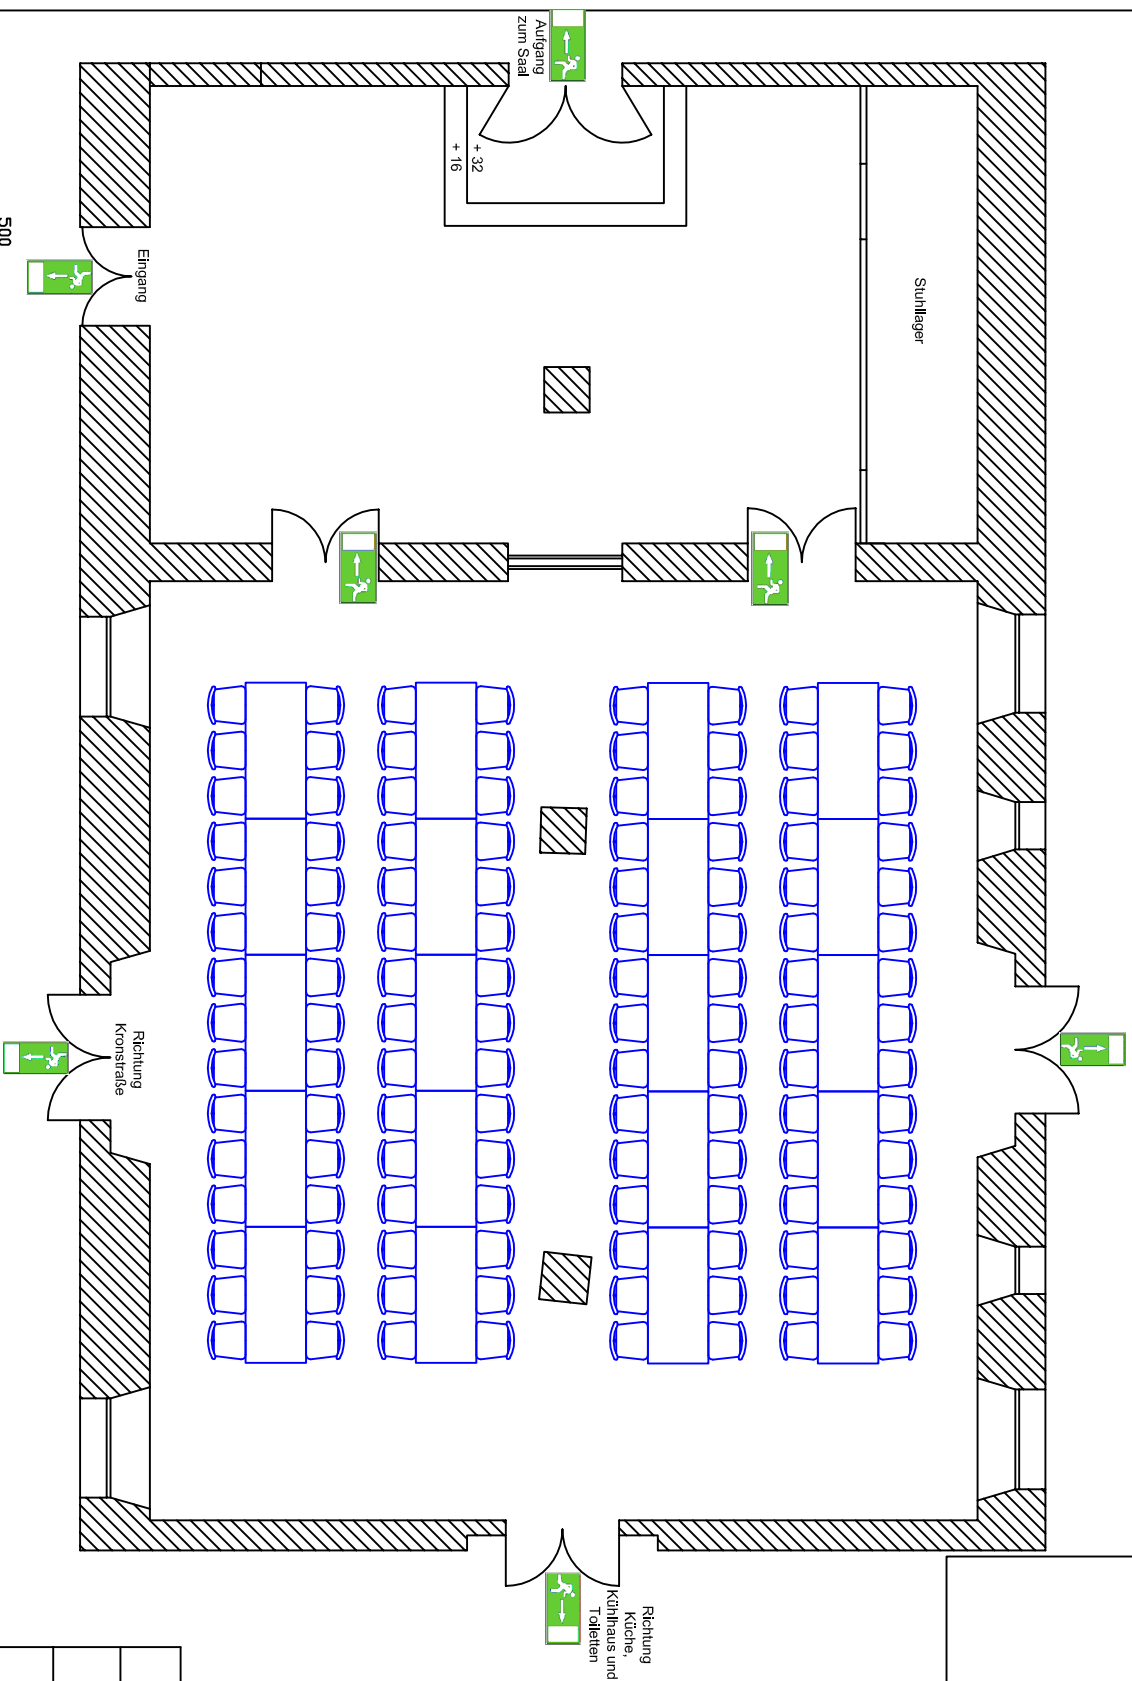 Aufgang
zum Saal
+ 32
+ 16
500
Eingang
Stuhllager
Richtung
Kronstraße
Richtung
Küche,
Kühlhaus und
Toiletten